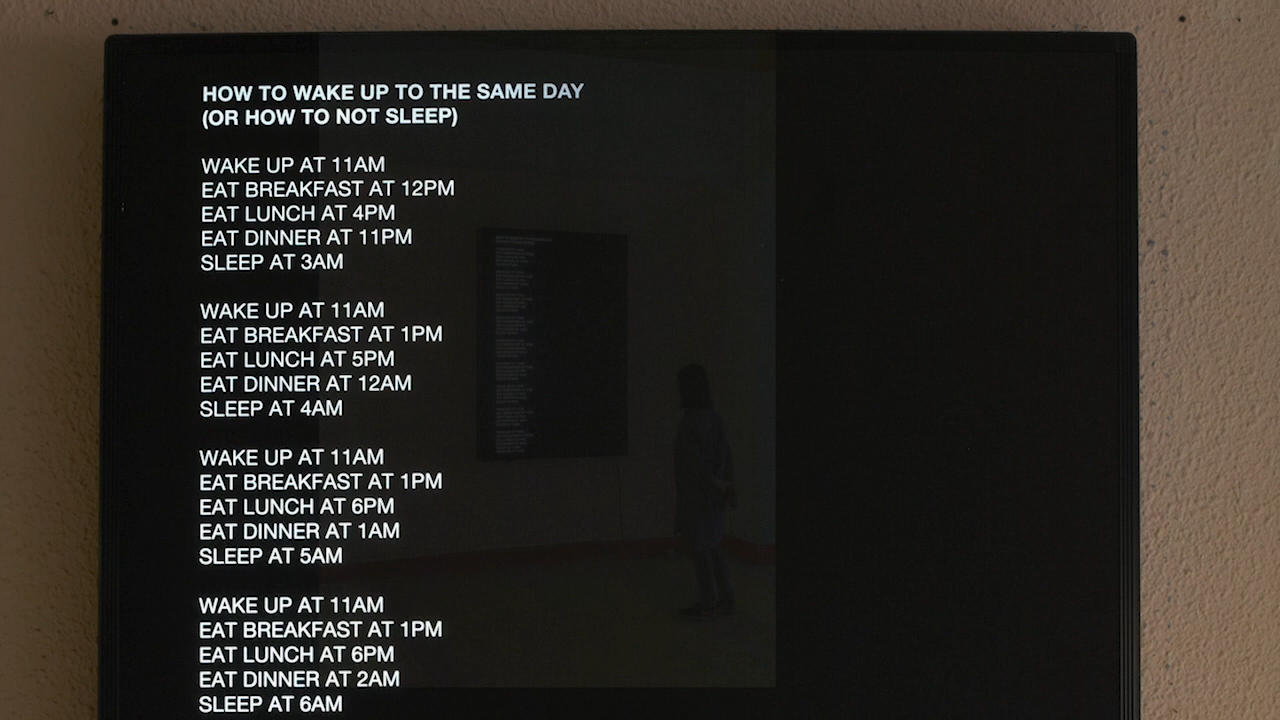 HOW TO WAKE UP TO THE SAME DAY
(OR HOW TO NOT SLEEP)
WAKE UP AT 11AM
EAT BREAKFAST AT 12PM
EAT LUNCH AT 4PM
EAT DINNER AT 11PM
SLEEP AT 3AM
WAKE UP AT 11AM
EAT BREAKFAST AT 1PM
EAT LUNCH AT 5PM
EAT DINNER AT 12AM
SLEEP AT 4AM
WAKE UP AT 11AM
EAT BREAKFAST AT 1PM
EAT LUNCH AT 6PM
EAT DINNER AT 1AM
SLEEP AT 5AM
WAKE UP AT 11AM
EAT BREAKFAST AT 1PM
EAT LUNCH AT 6PM
EAT DINNER AT 2AM
SLEEP AT 6AM